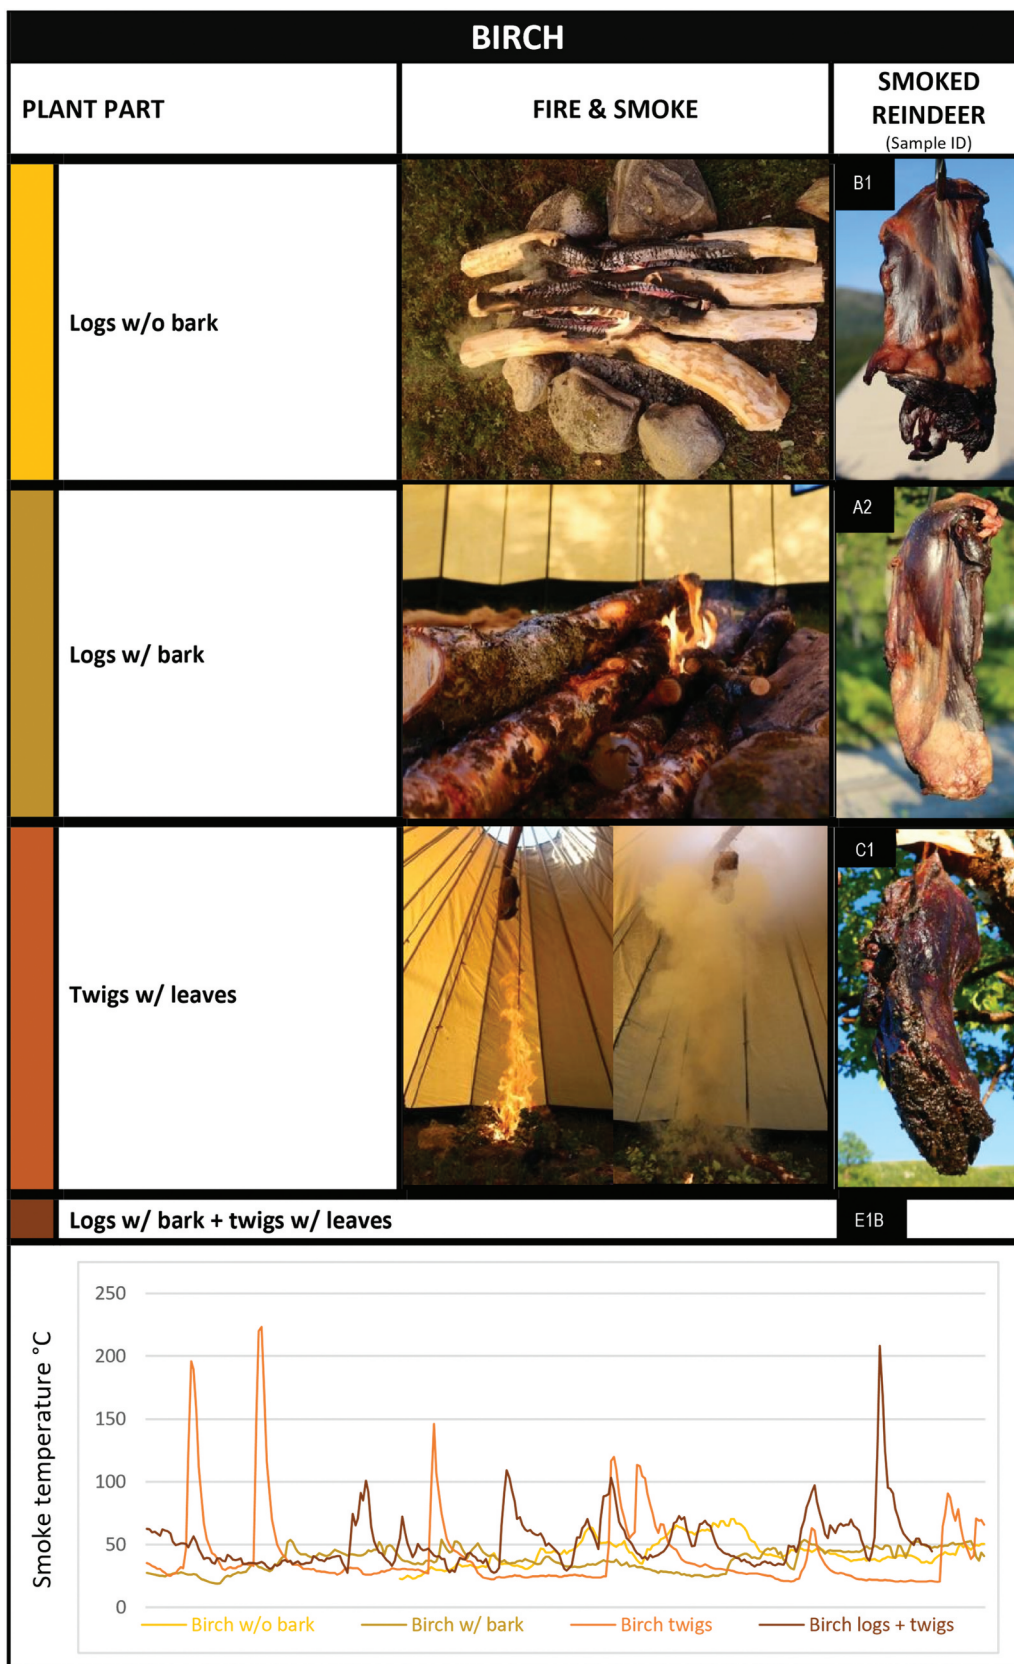 BIRCH
PLANT PART
FIRE & SMOKE
SMOKED
REINDEER
(Sample ID)
Logs w/o bark
B1
Logs w/ bark
A2
Twigs w/ leaves
C1
Logs w/ bark + twigs w/ leaves
E1B
Smoke temperature °C
250
200
150
100
50
0
Birch w/o bark
Birch w/ bark
Birch twigs
Birch logs + twigs